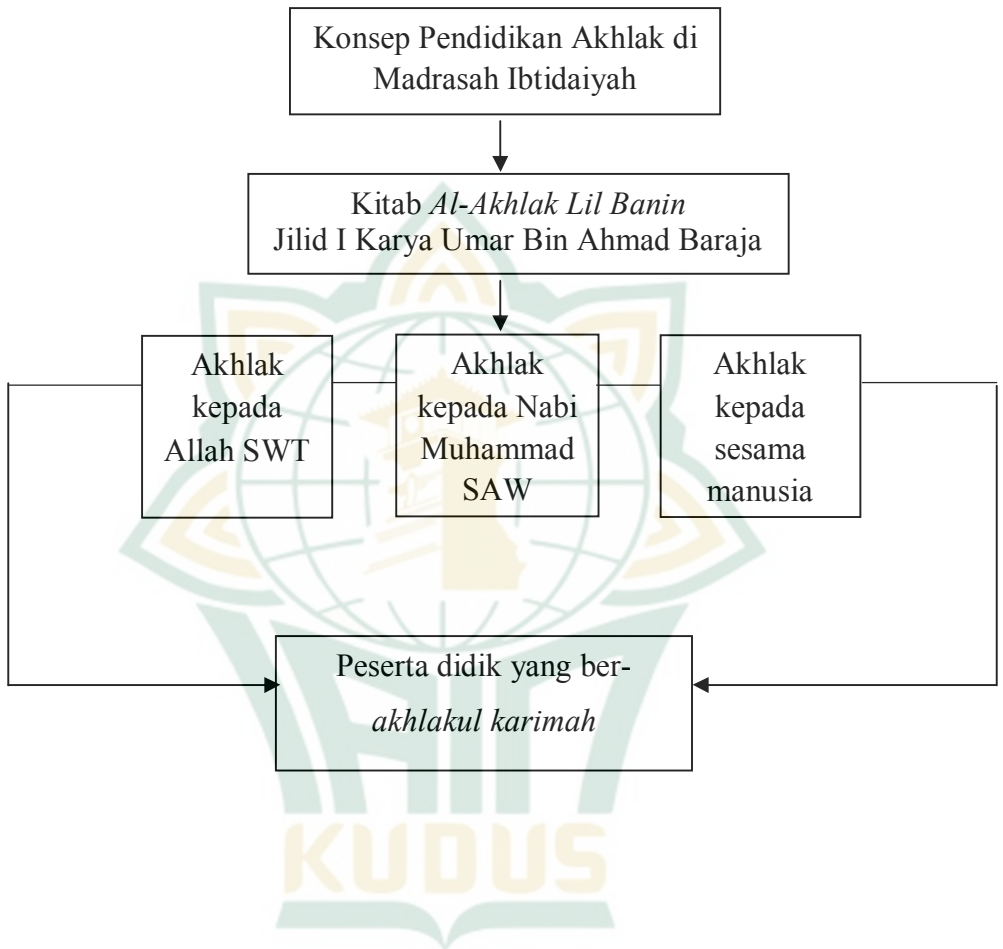 Konsep Pendidikan Akhlak di
Madrasah Ibtidaiyah
Kitab Al-Akhlak Lil Banin
Jilid I Karya Umar Bin Ahmad Baraja
Akhlak
kepada
Allah SWT
Akhlak
kepada Nabi
Muhammad
SAW
Akhlak
kepada
sesama
manusia
Peserta didik yang ber-
akhlakul karimah
KUDUS